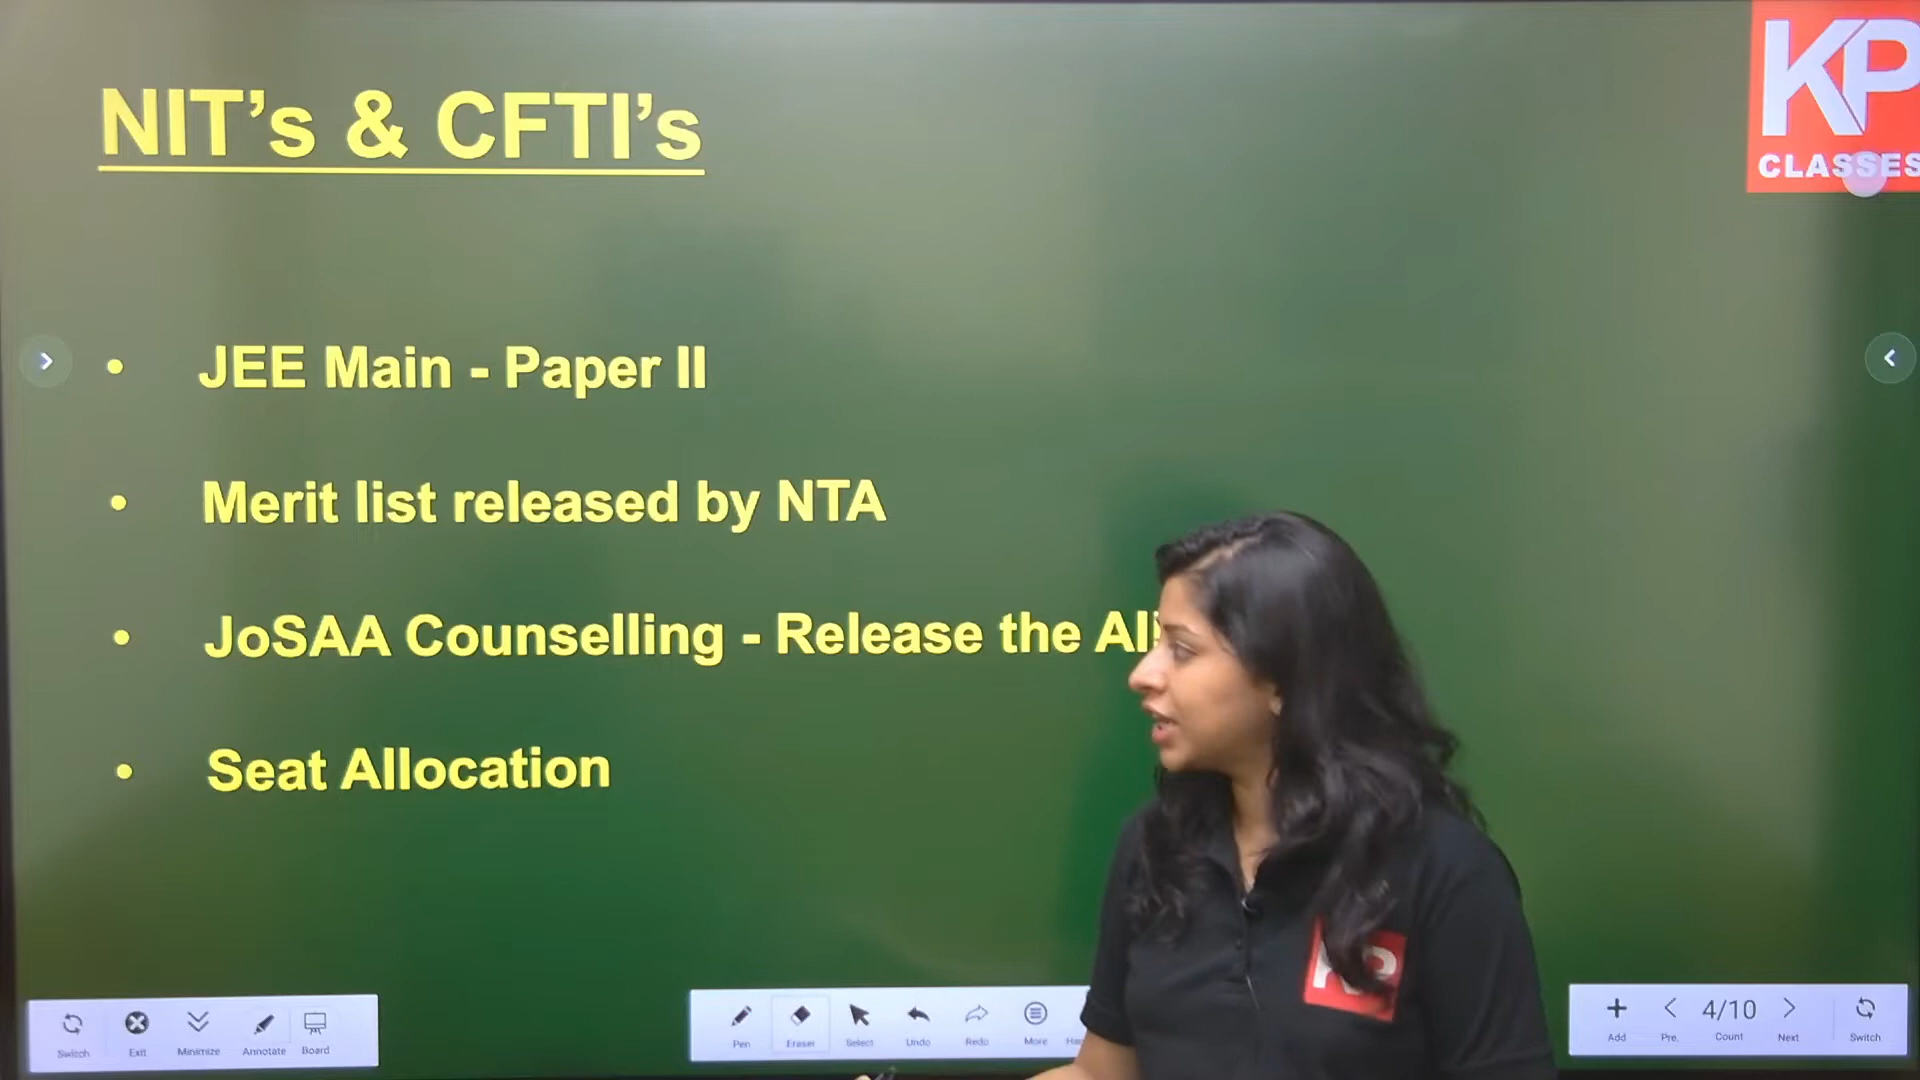 NIT's & CFTI's
KP
CLASSES
• JEE Main - Paper II
• Merit list released by NTA
• JoSAA Counselling - Release the
• Seat Allocation
KP
Switch Exit Minimize Annotate Board
Pen Eraser Select Undo Redo More
4/10
Add Pre. Count Next Switch